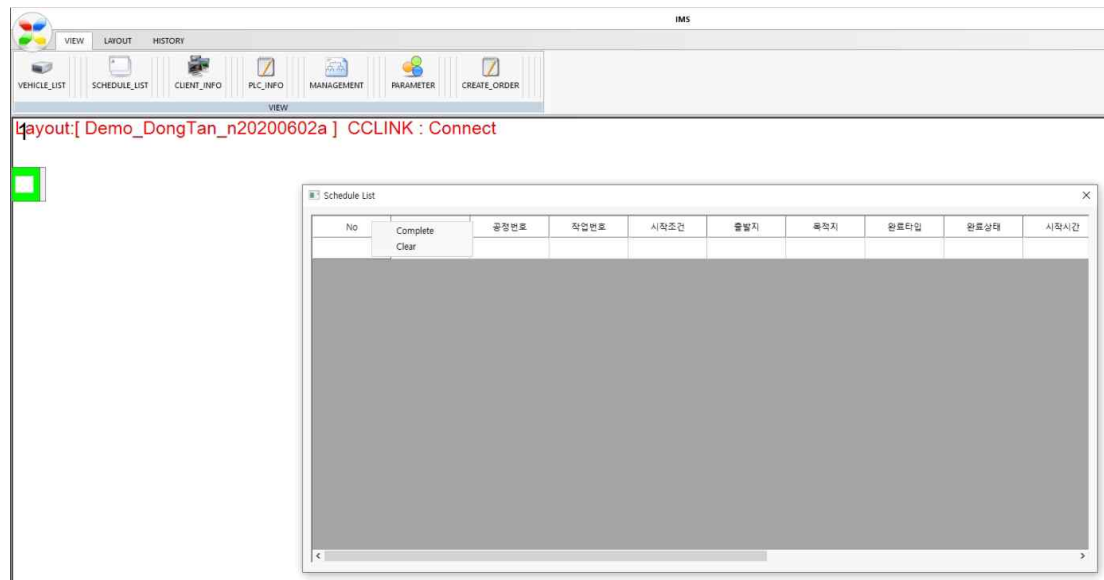 IMS
VIEW LAYOUT HISTORY
VEHICLE_LIST SCHEDULE_LIST CLIENT_INFO PLC_INFO MANAGEMENT PARAMETER CREATE_ORDER
VIEW
Layout:[ Demo_DongTan_n20200602a ] CCLINK : Connect
1
Schedule List
No 공정번호 작업번호 시작조건 출발지 목적지 완료타입 완료상태 시작시간
Complete
Clear